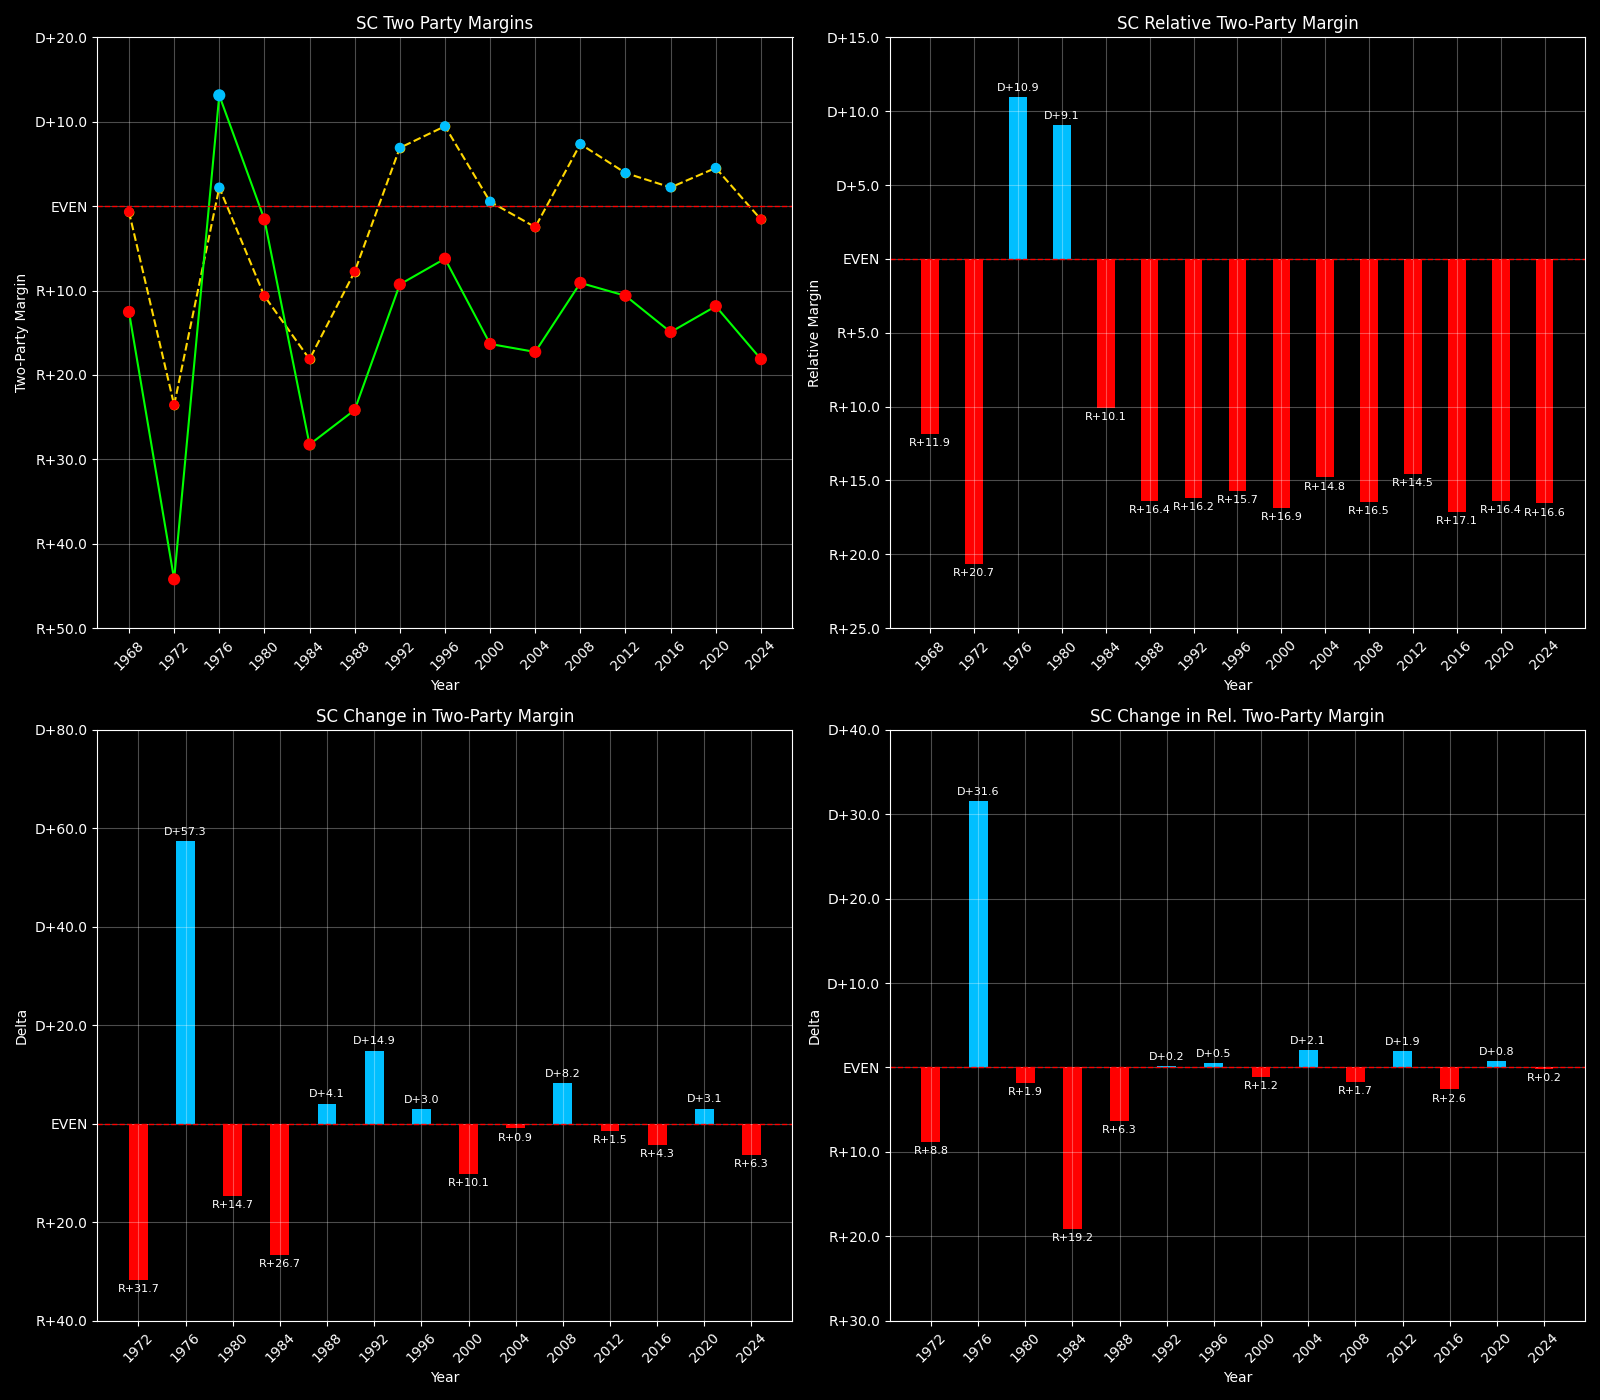 SC Two Party Margins
D+20.0
D+10.0
EVEN
R+10.0
R+20.0
R+30.0
R+40.0
R+50.0
Two-Party Margin
1968
1972
1976
1980
1984
1988
1992
1996
2000
2004
2008
2012
2016
2020
2024
Year
SC Relative Two-Party Margin
D+15.0
D+10.0
D+5.0
EVEN
R+5.0
R+10.0
R+15.0
R+20.0
R+25.0
Relative Margin
R+11.9
R+20.7
D+10.9
D+9.1
R+10.1
R+16.4
R+16.2
R+15.7
R+16.9
R+14.8
R+16.5
R+14.5
R+17.1
R+16.4
R+16.6
1968
1972
1976
1980
1984
1988
1992
1996
2000
2004
2008
2012
2016
2020
2024
Year
SC Change in Two-Party Margin
D+80.0
D+60.0
D+40.0
D+20.0
EVEN
R+20.0
R+40.0
Delta
R+31.7
D+57.3
R+14.7
R+26.7
D+4.1
D+14.9
D+3.0
R+10.1
R+0.9
D+8.2
R+1.5
R+4.3
D+3.1
R+6.3
1972
1976
1980
1984
1988
1992
1996
2000
2004
2008
2012
2016
2020
2024
Year
SC Change in Rel. Two-Party Margin
D+40.0
D+30.0
D+20.0
D+10.0
EVEN
R+10.0
R+20.0
R+30.0
Delta
R+8.8
D+31.6
R+1.9
R+19.2
R+6.3
D+0.2
D+0.5
R+1.2
D+2.1
R+1.7
D+1.9
R+2.6
D+0.8
R+0.2
1972
1976
1980
1984
1988
1992
1996
2000
2004
2008
2012
2016
2020
2024
Year